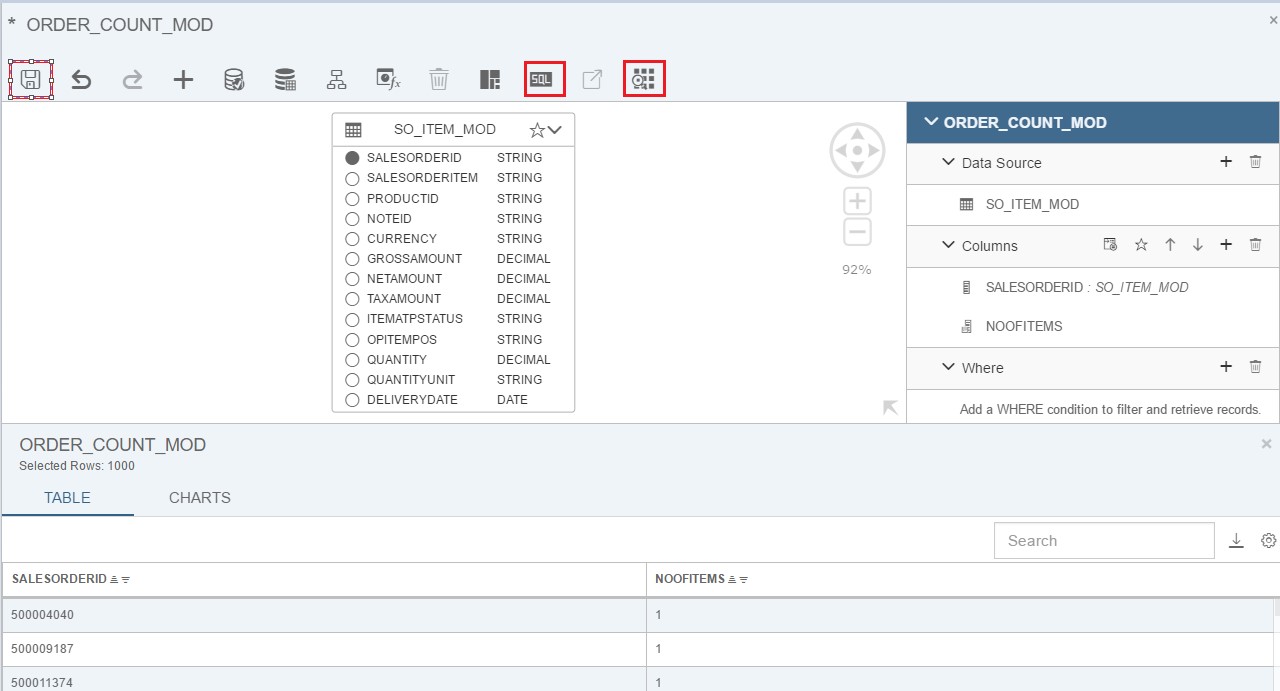 * ORDER_COUNT_MOD
SQL
SO_ITEM_MOD
SALESORDERID STRING
SALESORDERITEM STRING
PRODUCTID STRING
NOTEID STRING
CURRENCY STRING
GROSSAMOUNT DECIMAL
NETAMOUNT DECIMAL
TAXAMOUNT DECIMAL
ITEMATPSTATUS STRING
OPITEMPOS STRING
QUANTITY DECIMAL
QUANTITYUNIT STRING
DELIVERYDATE DATE
92%
ORDER_COUNT_MOD
Data Source
SO_ITEM_MOD
Columns
SALESORDERID : SO_ITEM_MOD
NOOFITEMS
Where
Add a WHERE condition to filter and retrieve records.
ORDER_COUNT_MOD
Selected Rows: 1000
TABLE CHARTS
Search
SALESORDERID NOOFITEMS
500004040 1
500009187 1
500011374 1